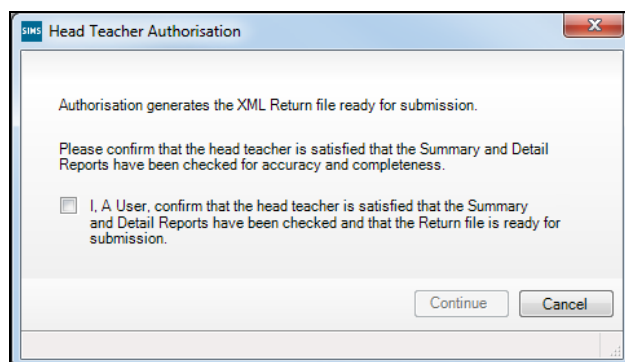 SIMS Head Teacher Authorisation
Authorisation generates the XML Return file ready for submission.
Please confirm that the head teacher is satisfied that the Summary and Detail
Reports have been checked for accuracy and completeness.
I, A User, confirm that the head teacher is satisfied that the Summary
and Detail Reports have been checked and that the Return file is ready for
submission.
Continue Cancel